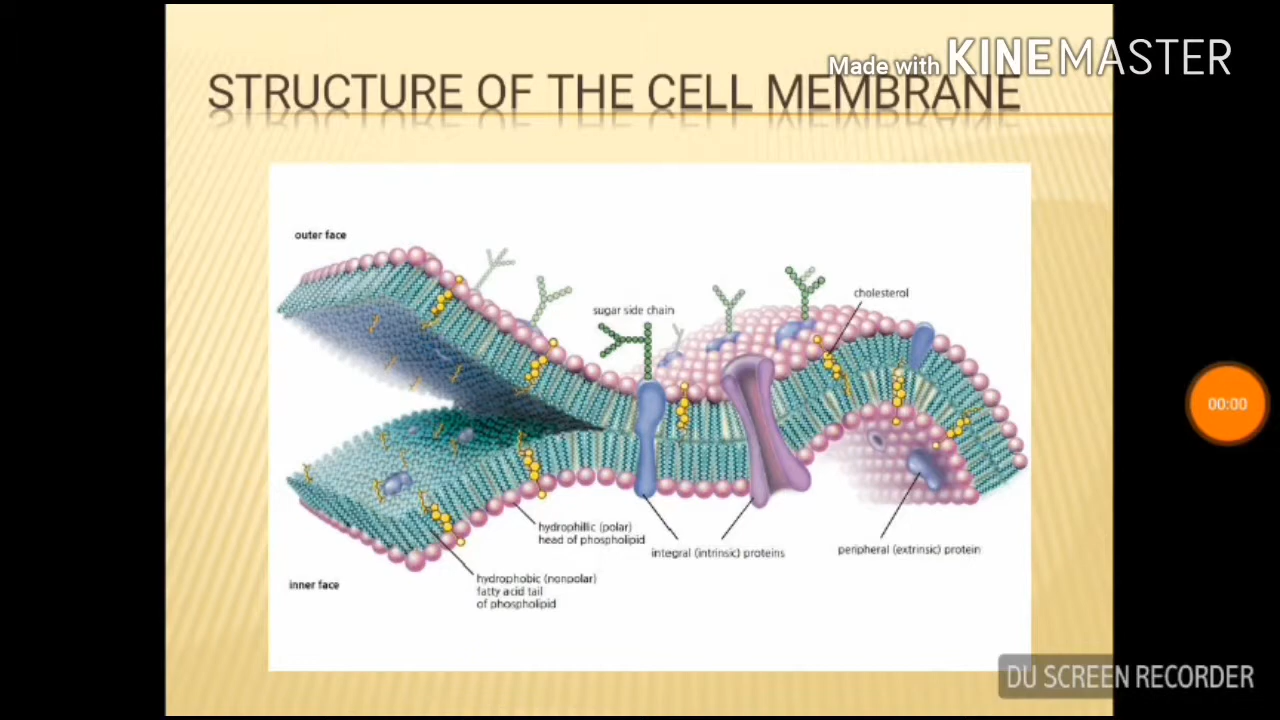 Made with KINEMASTER
STRUCTURE OF THE CELL MEMBRANE
outer face
sugar side chain
cholesterol
00:00
hydrophillic (polar)
head of phospholipid
integral (intrinsic) proteins
peripheral (extrinsic) protein
inner face
hydrophobic (nonpolar)
fatty acid tail
of phospholipid
DU SCREEN RECORDER